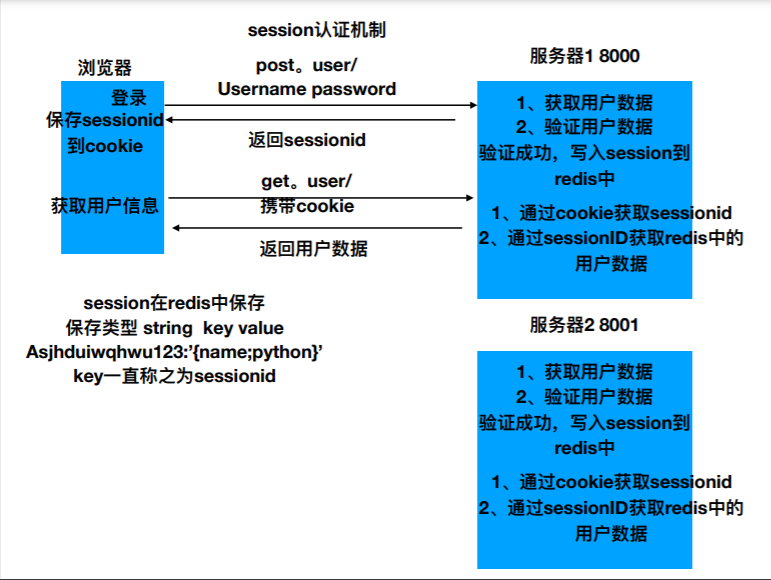 session认证机制
浏览器
post。user/
Username password
服务器1 8000
登录
保存sessionid
到cookie
返回sessionid
1、获取用户数据
2、验证用户数据
验证成功，写入session到
redis中
获取用户信息
get。user/
携带cookie
返回用户数据
1、通过cookie获取sessionid
2、通过sessionID获取redis中的
用户数据
session在redis中保存
保存类型 string key value
Asjhduiwqhwu123:’{name;python}’
key一直称之为sessionid
服务器2 8001
1、获取用户数据
2、验证用户数据
验证成功，写入session到
redis中
1、通过cookie获取sessionid
2、通过sessionID获取redis中的
用户数据